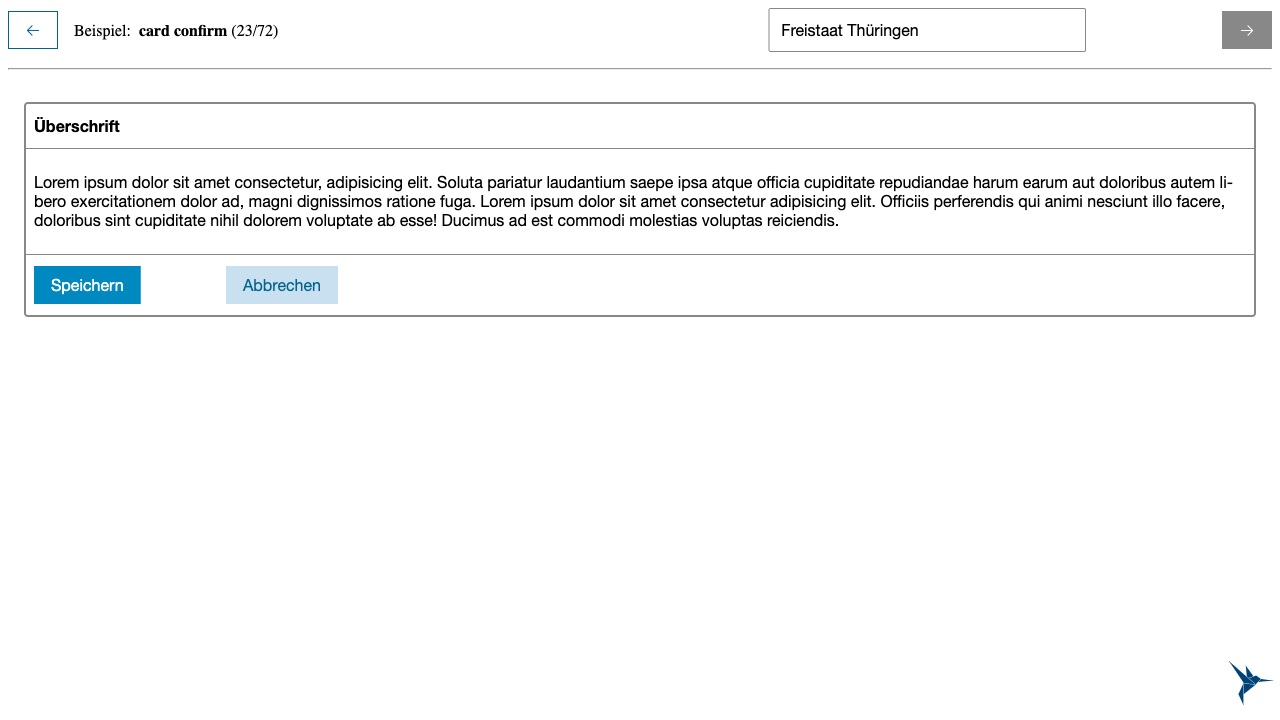 ← Beispiel: card confirm (23/72) Freistaat Thüringen →
Überschrift
Lorem ipsum dolor sit amet consectetur, adipisicing elit. Soluta pariatur laudantium saepe ipsa atque officia cupiditate repudiandae harum earum aut doloribus autem li-
bero exercitationem dolor ad, magni dignissimos ratione fuga. Lorem ipsum dolor sit amet consectetur adipisicing elit. Officiis perferendis qui animi nesciunt illo facere,
doloribus sint cupiditate nihil dolorem voluptate ab esse! Ducimus ad est commodi molestias voluptas reiciendis.
Speichern Abbrechen